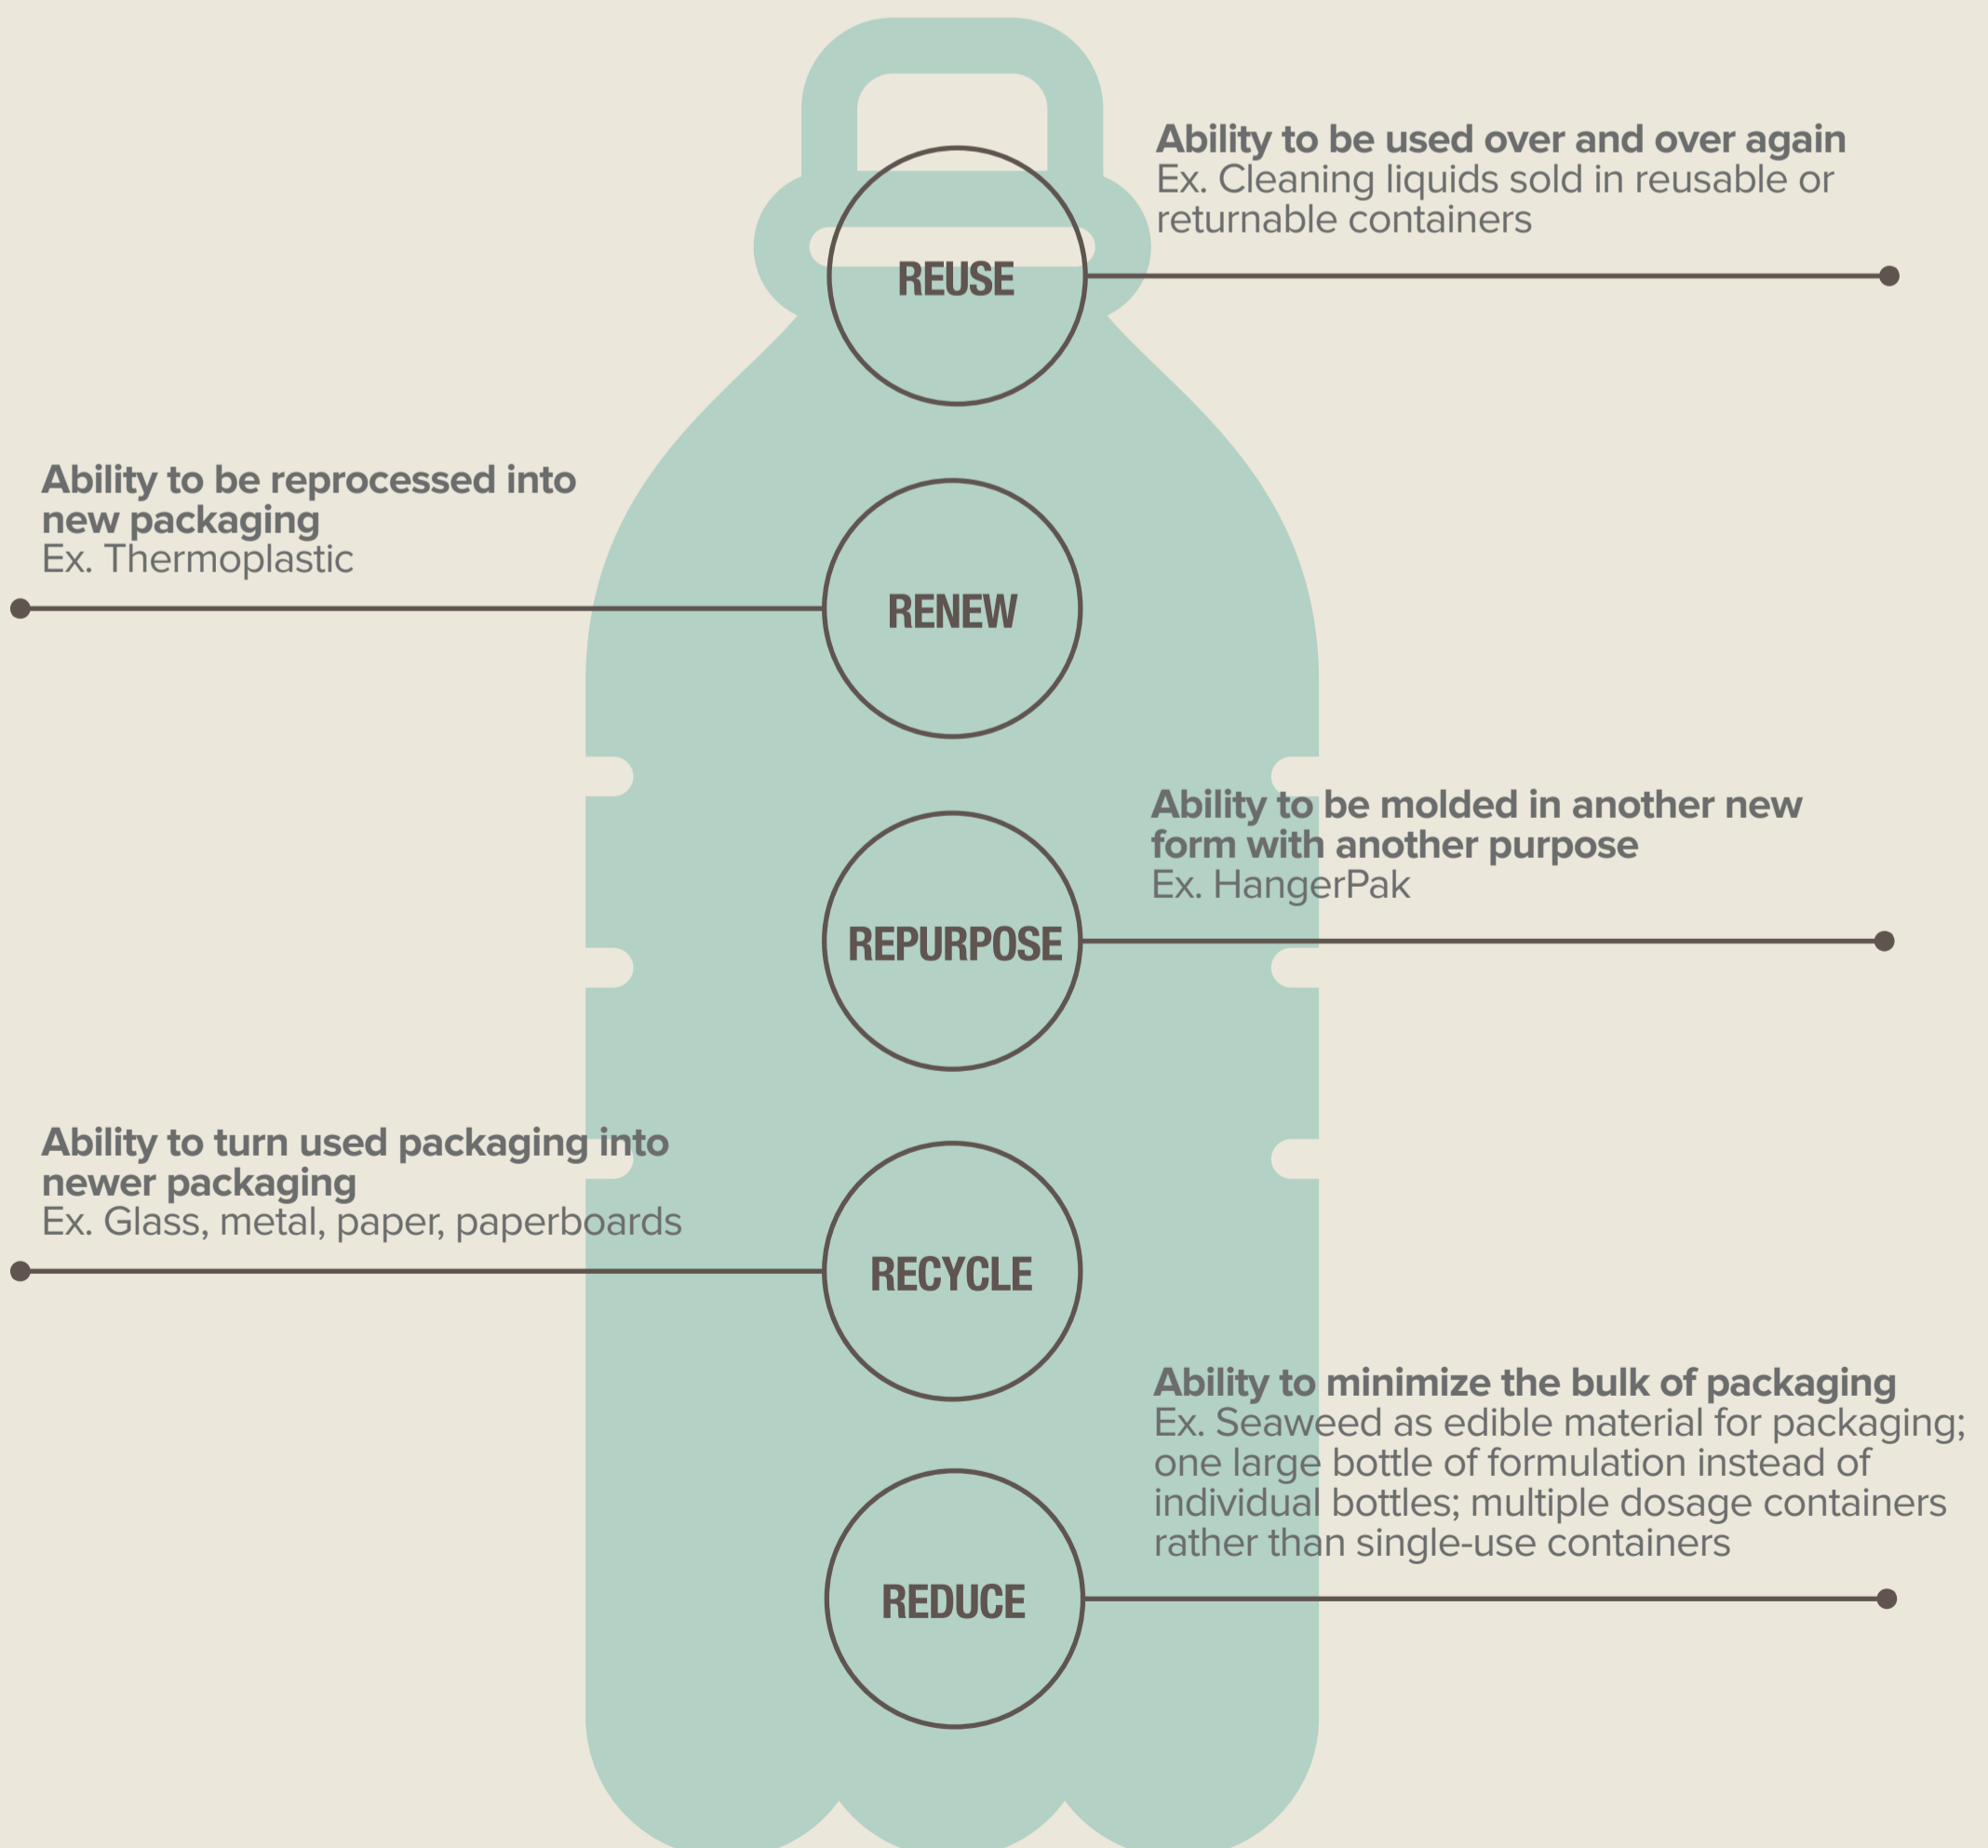 Ability to be used over and over again
Ex. Cleaning liquids sold in reusable or
returnable containers
REUSE
Ability to be reprocessed into
new packaging
Ex. Thermoplastic
RENEW
Ability to be molded in another new
form with another purpose
Ex. HangerPak
REPURPOSE
Ability to turn used packaging into
newer packaging
Ex. Glass, metal, paper, paperboards
RECYCLE
Ability to minimize the bulk of packaging
Ex. Seaweed as edible material for packaging;
one large bottle of formulation instead of
individual bottles; multiple dosage containers
rather than single-use containers
REDUCE